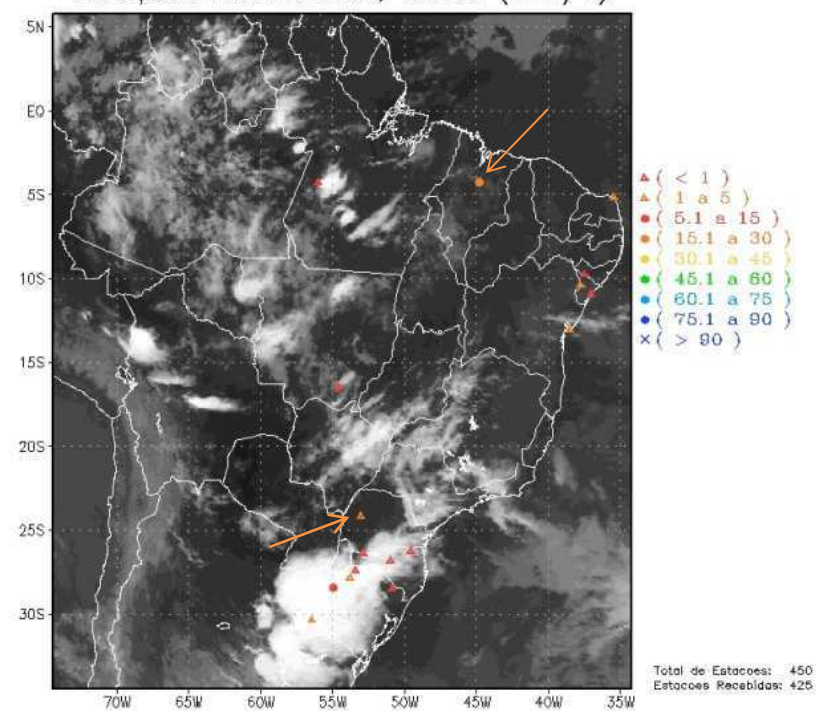 5N
EQ
5S
10S
15S
20S
25S
30S
70W 65W 60W 55W 50W 45W 40W 35W
( < 1 )
( 1 a 5 )
( 5.1 a 15 )
( 15.1 a 30 )
( 30.1 a 45 )
( 45.1 a 60 )
( 60.1 a 75 )
( 75.1 a 90 )
× ( > 90 )
Total de Estacoes: 450
Estacoes Recebidas: 425